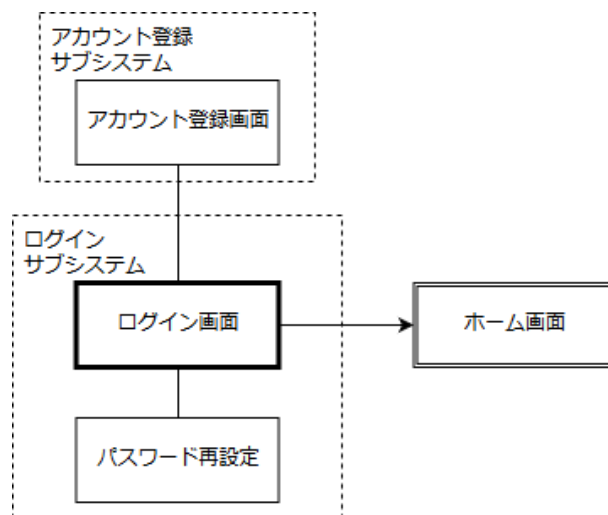 アカウント登録
サブシステム
アカウント登録画面
ログイン
サブシステム
ログイン画面
ホーム画面
パスワード再設定